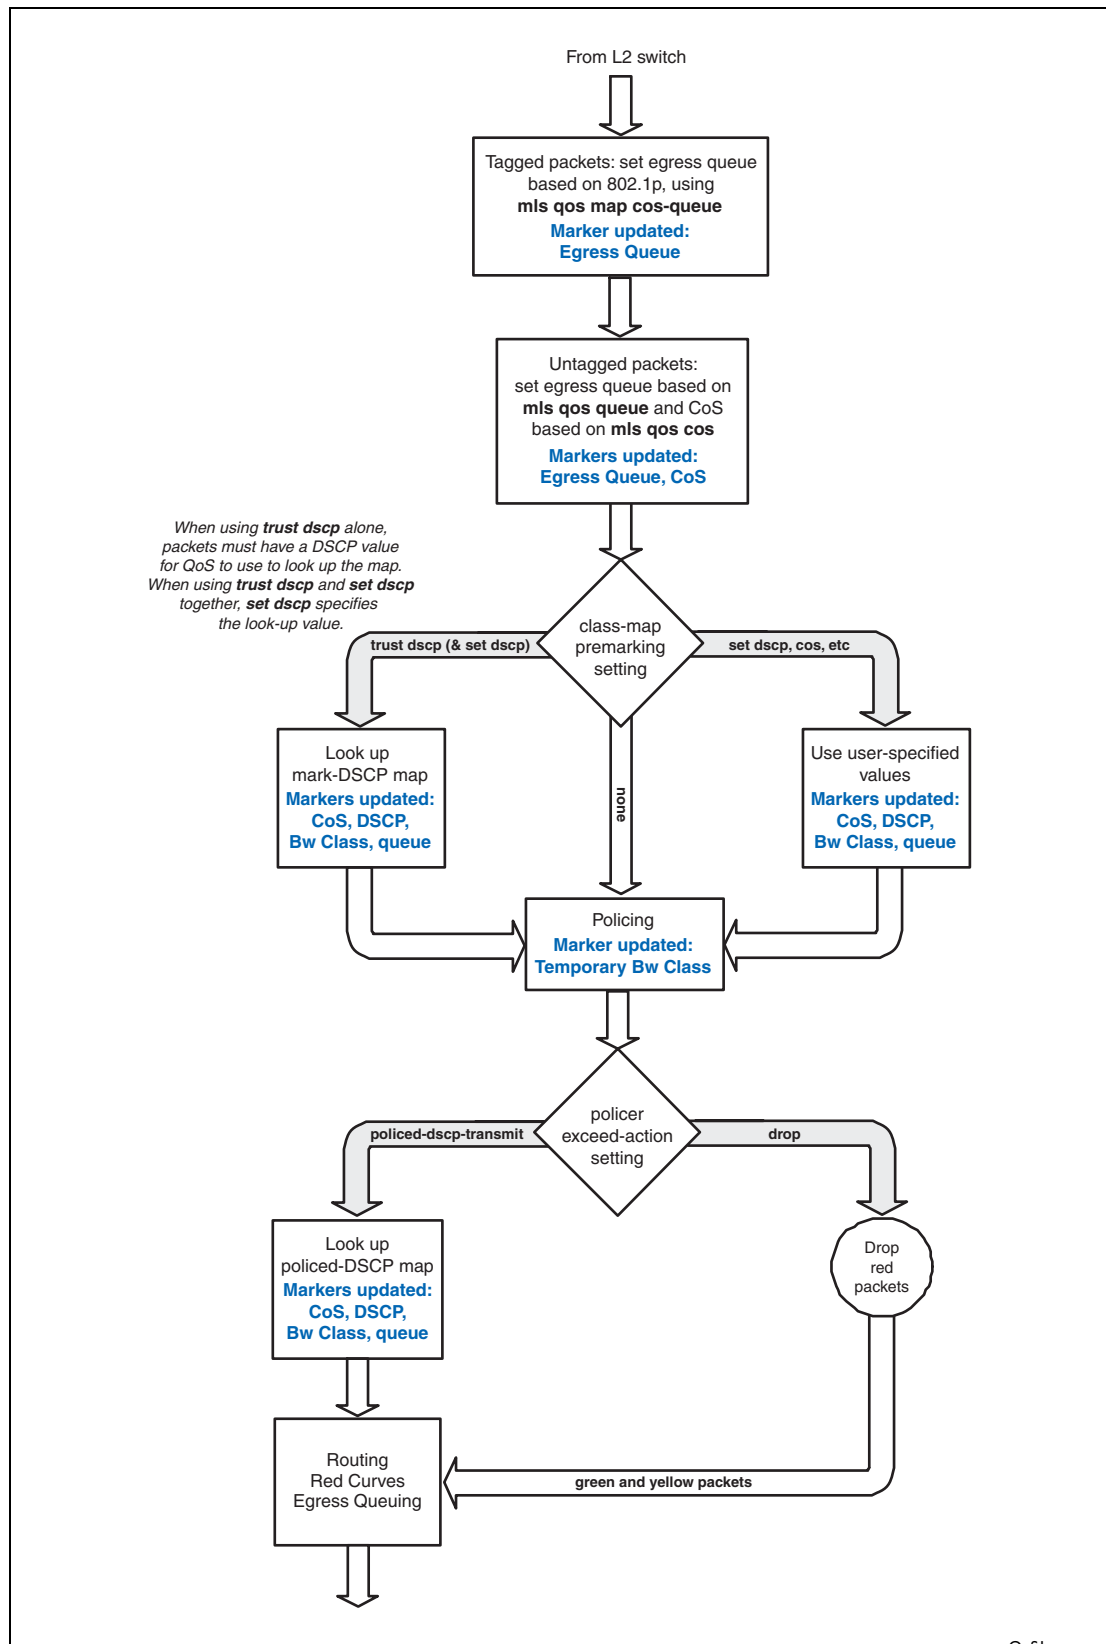 From L2 switch
Tagged packets: set egress queue
based on 802.1p, using
mls qos map cos-queue
Marker updated:
Egress Queue
Untagged packets:
set egress queue based on
mls qos queue and CoS
based on mls qos cos
Markers updated:
Egress Queue, CoS
When using trust dscp alone,
packets must have a DSCP value
for QoS to use to look up the map.
When using trust dscp and set dscp
together, set dscp specifies
the look-up value.
class-map
premarking
setting
trust dscp (& set dscp)
set dscp, cos, etc
none
Look up
mark-DSCP map
Markers updated:
CoS, DSCP,
Bw Class, queue
Use user-specified
values
Markers updated:
CoS, DSCP,
Bw Class, queue
Policing
Marker updated:
Temporary Bw Class
policer
exceed-action
setting
policed-dscp-transmit
drop
Look up
policed-DSCP map
Markers updated:
CoS, DSCP,
Bw Class, queue
Drop
red
packets
Routing
Red Curves
Egress Queuing
green and yellow packets